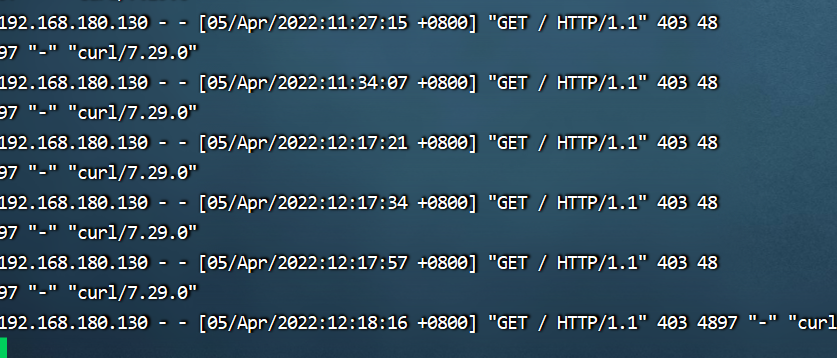 192.168.180.130 - - [05/Apr/2022:11:27:15 +0800] "GET / HTTP/1.1" 403 48
97 "-" "curl/7.29.0"
192.168.180.130 - - [05/Apr/2022:11:34:07 +0800] "GET / HTTP/1.1" 403 48
97 "-" "curl/7.29.0"
192.168.180.130 - - [05/Apr/2022:12:17:21 +0800] "GET / HTTP/1.1" 403 48
97 "-" "curl/7.29.0"
192.168.180.130 - - [05/Apr/2022:12:17:34 +0800] "GET / HTTP/1.1" 403 48
97 "-" "curl/7.29.0"
192.168.180.130 - - [05/Apr/2022:12:17:57 +0800] "GET / HTTP/1.1" 403 48
97 "-" "curl/7.29.0"
192.168.180.130 - - [05/Apr/2022:12:18:16 +0800] "GET / HTTP/1.1" 403 4897 "-" "curl